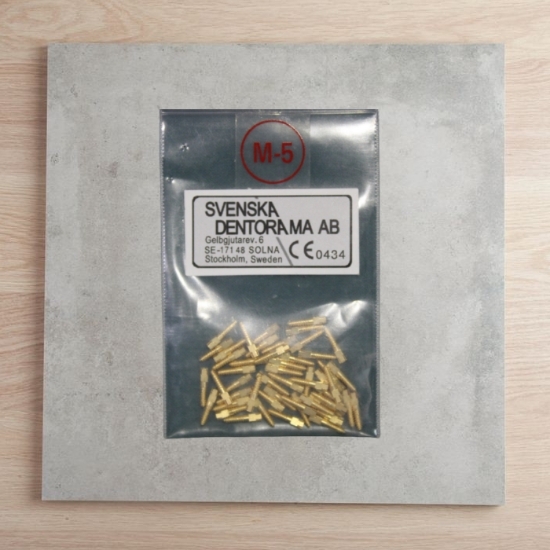 M-5
SVENSKA
DENTORAMA AB
Gelbgjutarev. 6
SE-171 48 SOLNA
Stockholm, Sweden
CE 0434